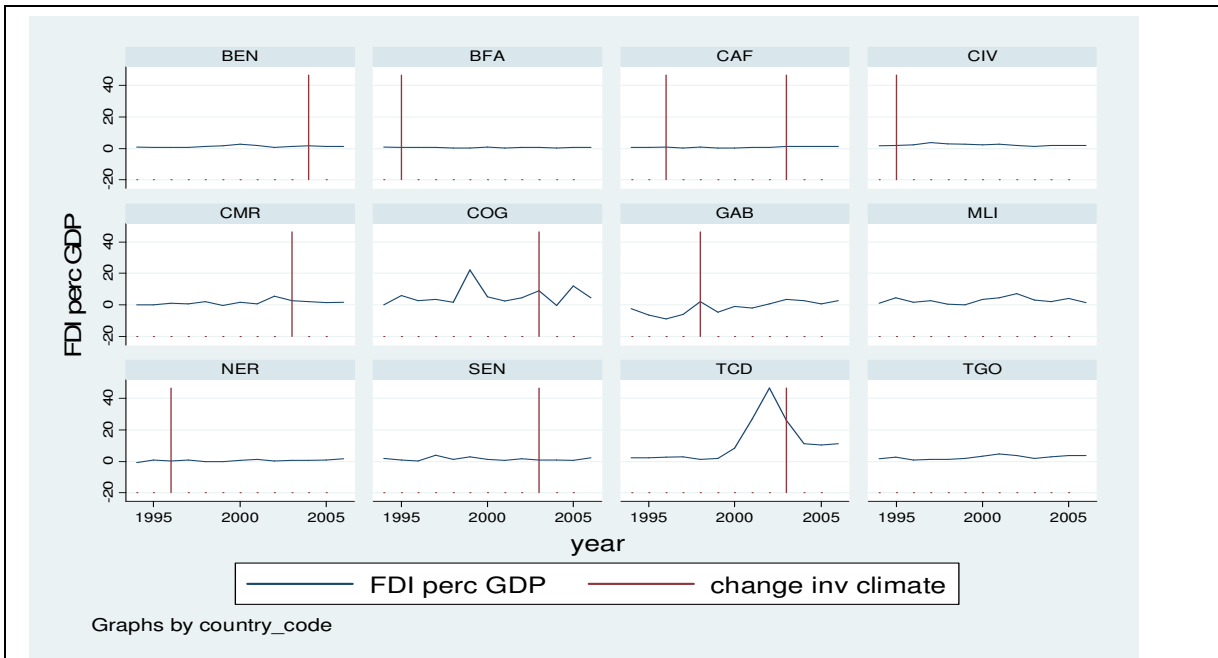 BEN BFA CAF CIV
40
20
0
-20
CMR COG GAB MLI
40
20
0
-20
FDI perc GDP
NER SEN TCD TGO
40
20
0
-20
1995 2000 2005 1995 2000 2005 1995 2000 2005 1995 2000 2005
year
FDI perc GDP change inv climate
Graphs by country_code